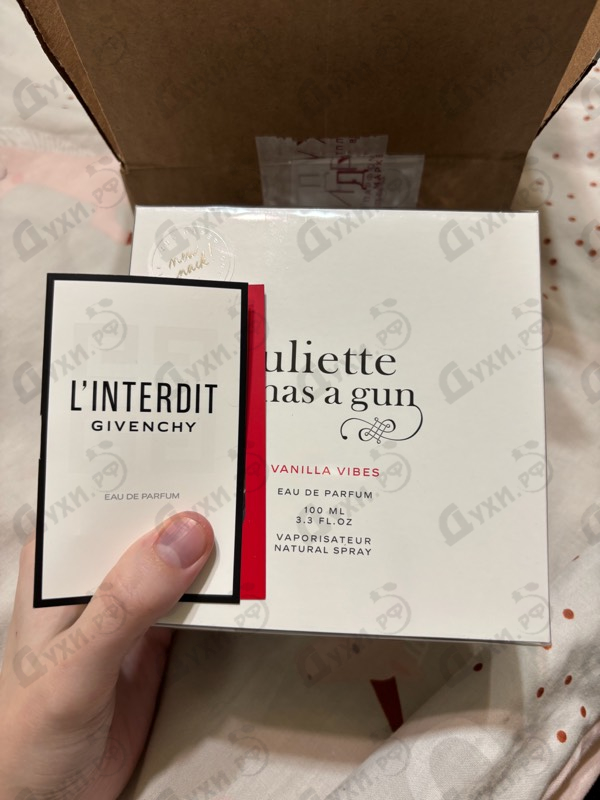 L'INTERDIT
GIVENCHY
EAU DE PARFUM
uliette
has a gun
VANILLA VIBES
EAU DE PARFUM
100 ML
3.3 FL.OZ
VAPORISATEUR
NATURAL SPRAY
Духи.рф